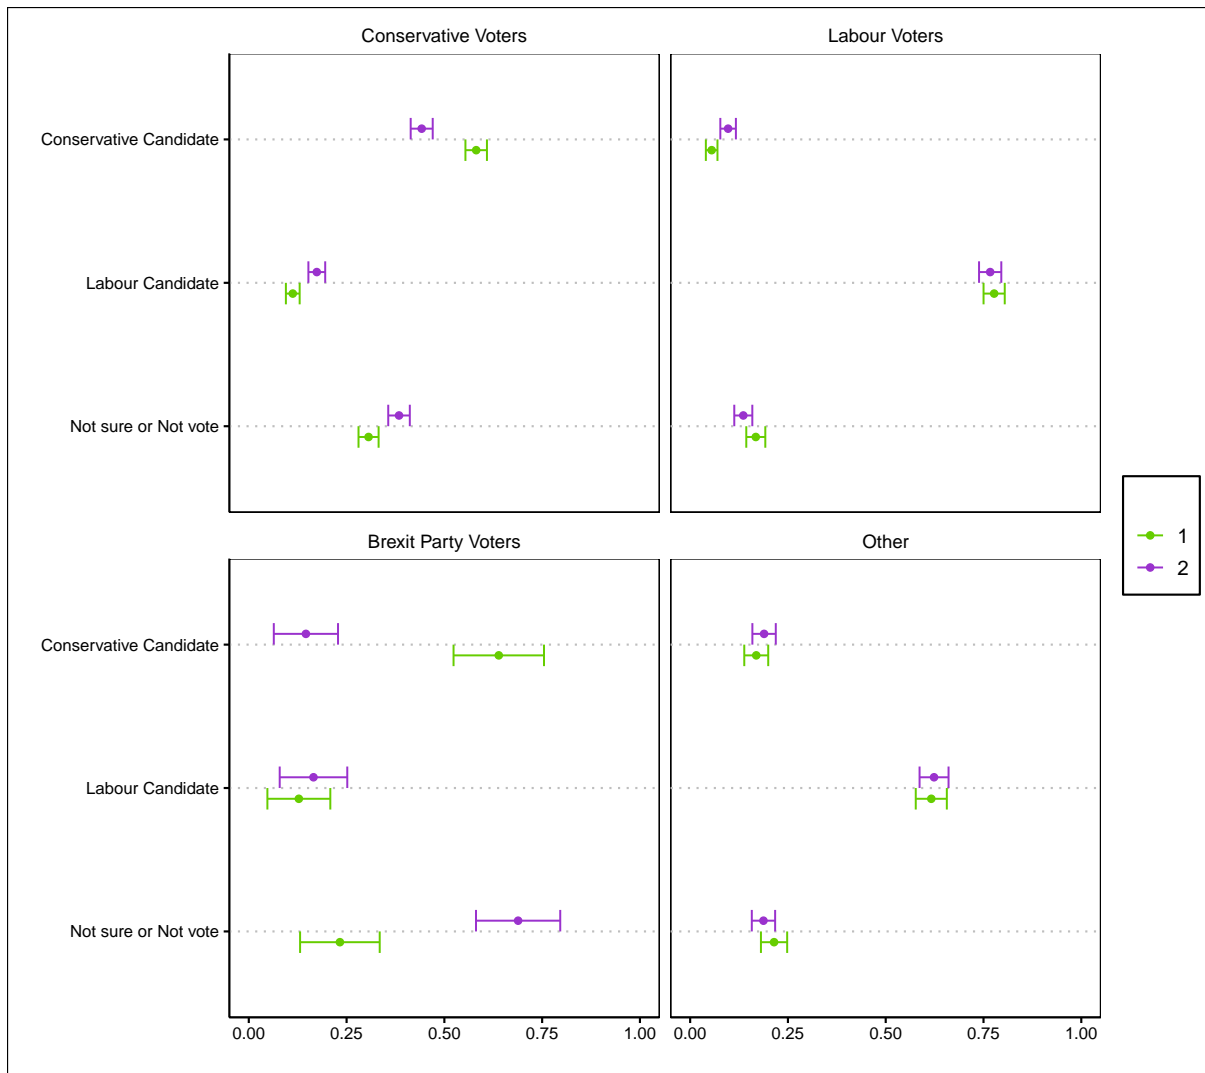 Conservative Voters
Labour Voters
Conservative Candidate
Labour Candidate
Not sure or Not vote
Brexit Party Voters
Other
Conservative Candidate
Labour Candidate
Not sure or Not vote
0.00 0.25 0.50 0.75 1.00
0.00 0.25 0.50 0.75 1.00
1
2